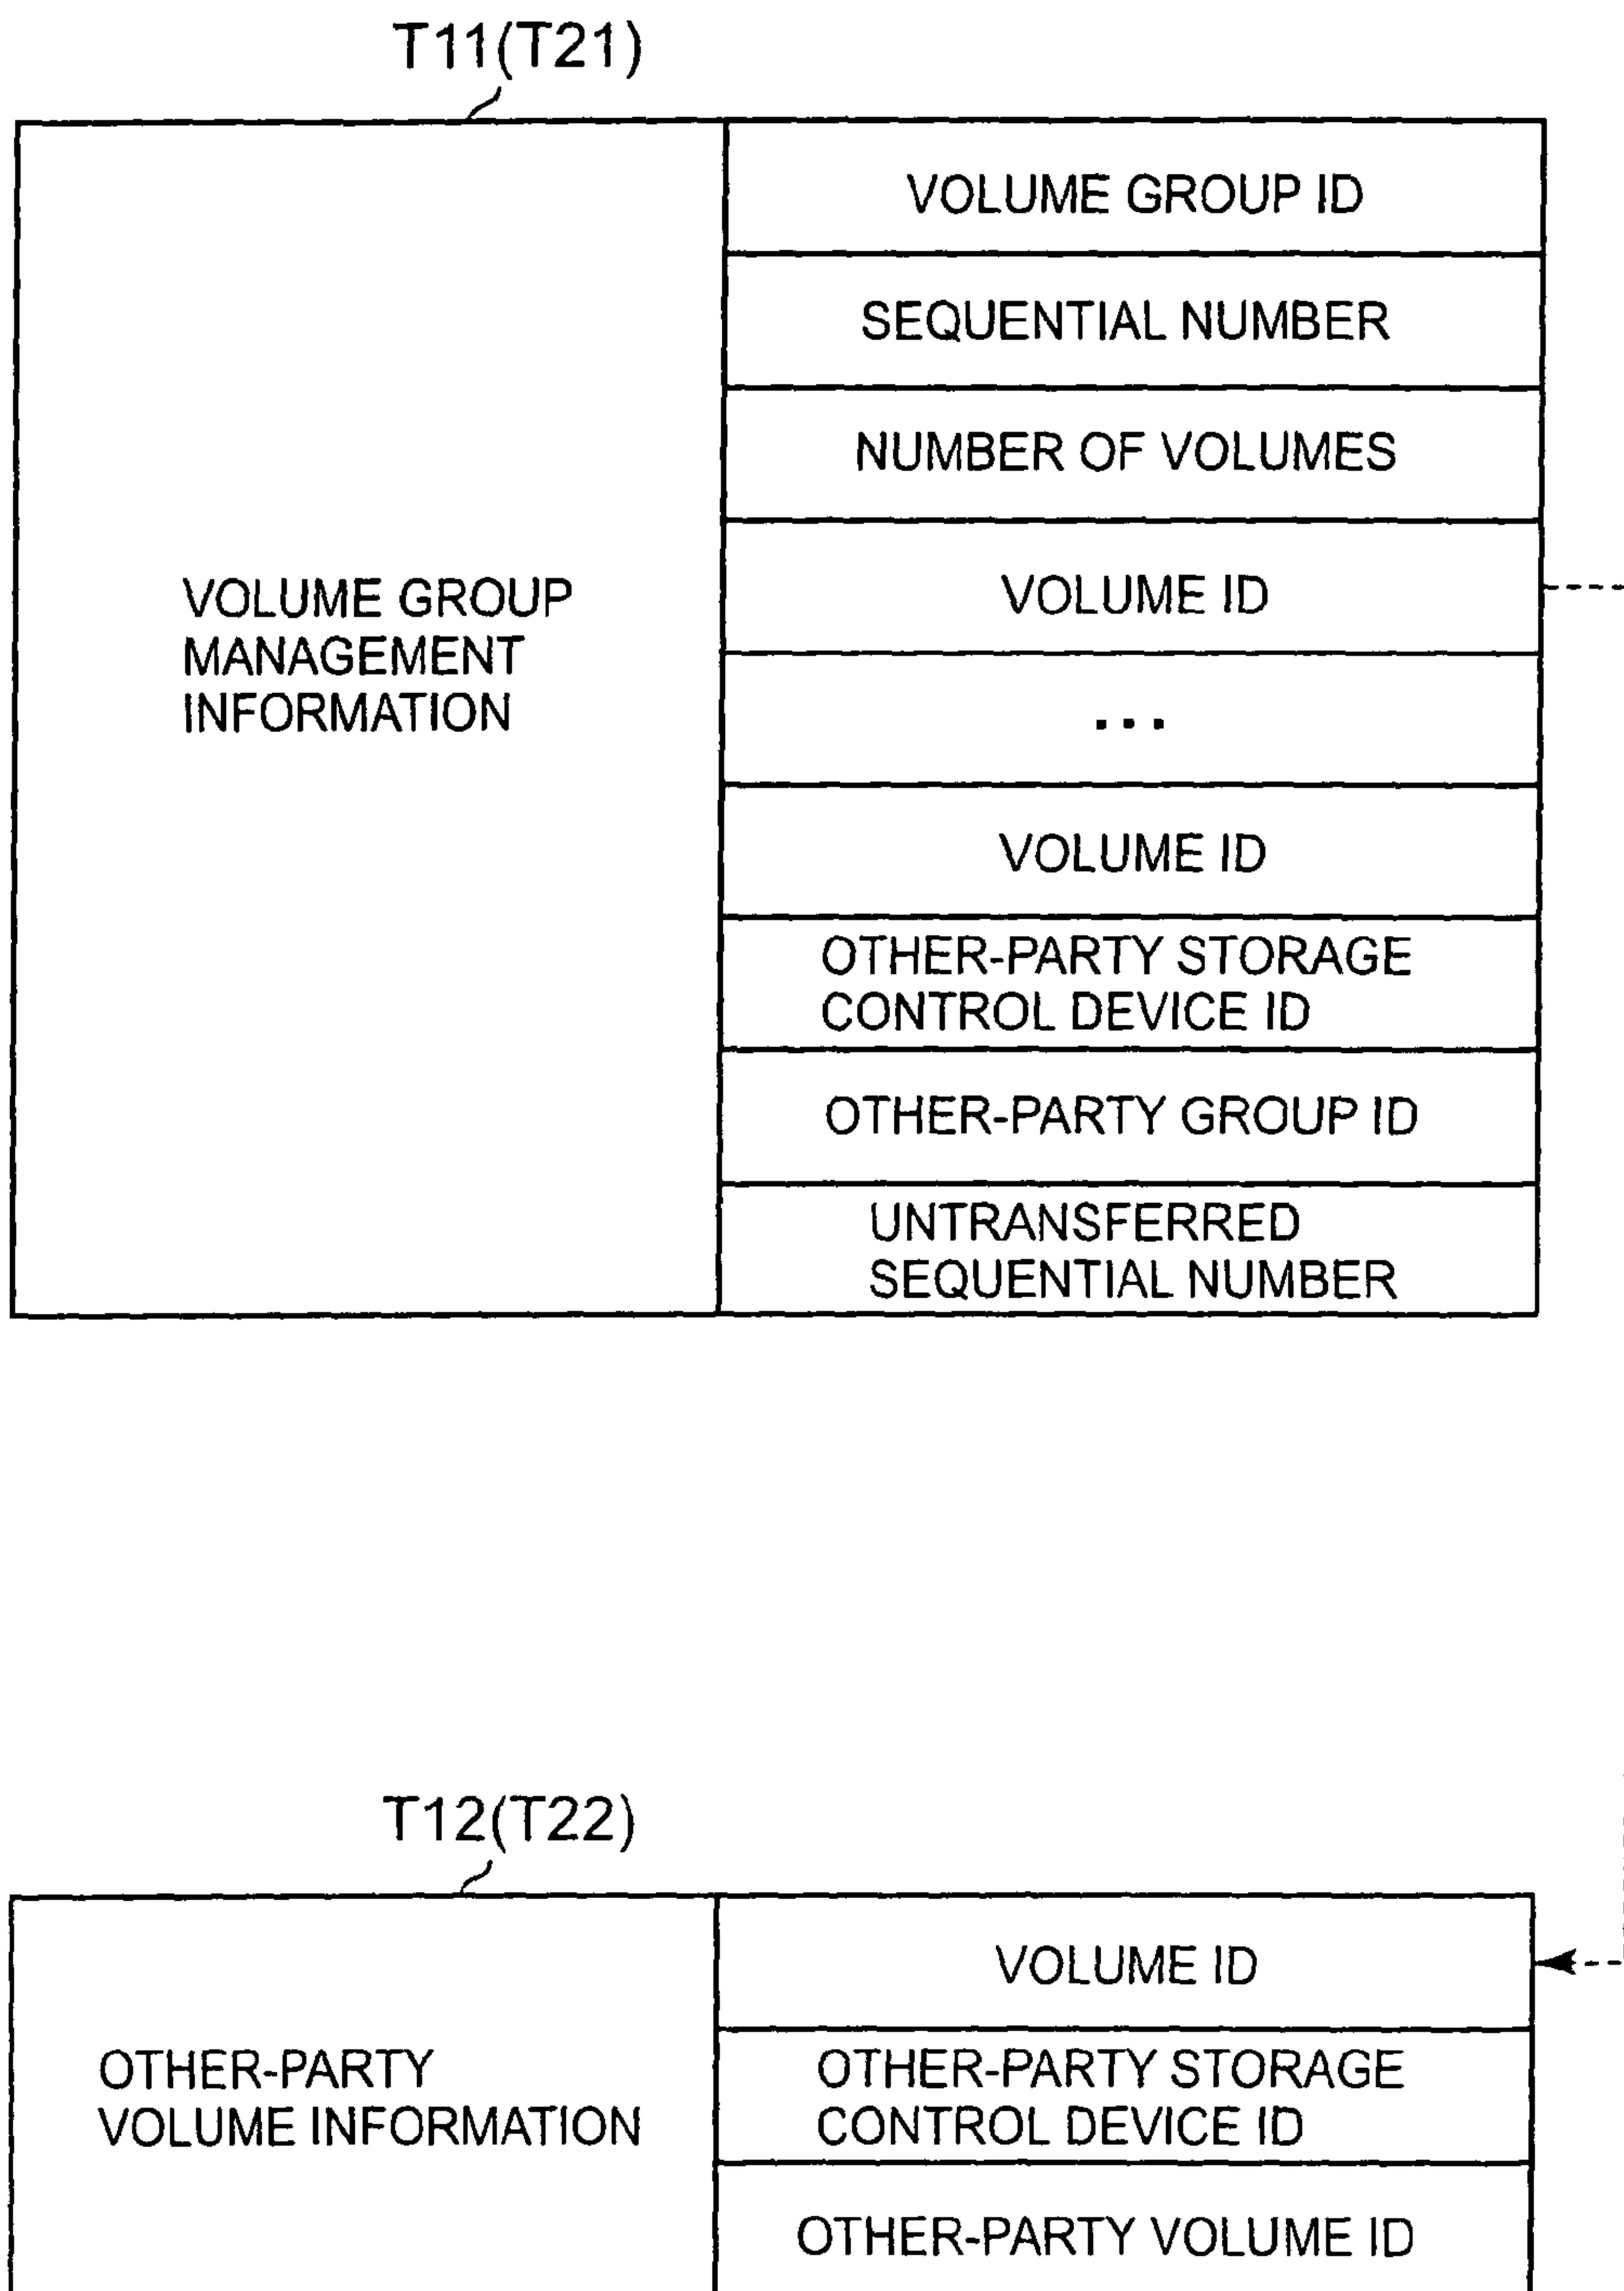 T11(T21)
VOLUME GROUP
MANAGEMENT
INFORMATION
VOLUME GROUP ID
SEQUENTIAL NUMBER
NUMBER OF VOLUMES
VOLUME ID
...
VOLUME ID
OTHER-PARTY STORAGE
CONTROL DEVICE ID
OTHER-PARTY GROUP ID
UNTRANSFERRED
SEQUENTIAL NUMBER
T12(T22)
OTHER-PARTY
VOLUME INFORMATION
VOLUME ID
OTHER-PARTY STORAGE
CONTROL DEVICE ID
OTHER-PARTY VOLUME ID